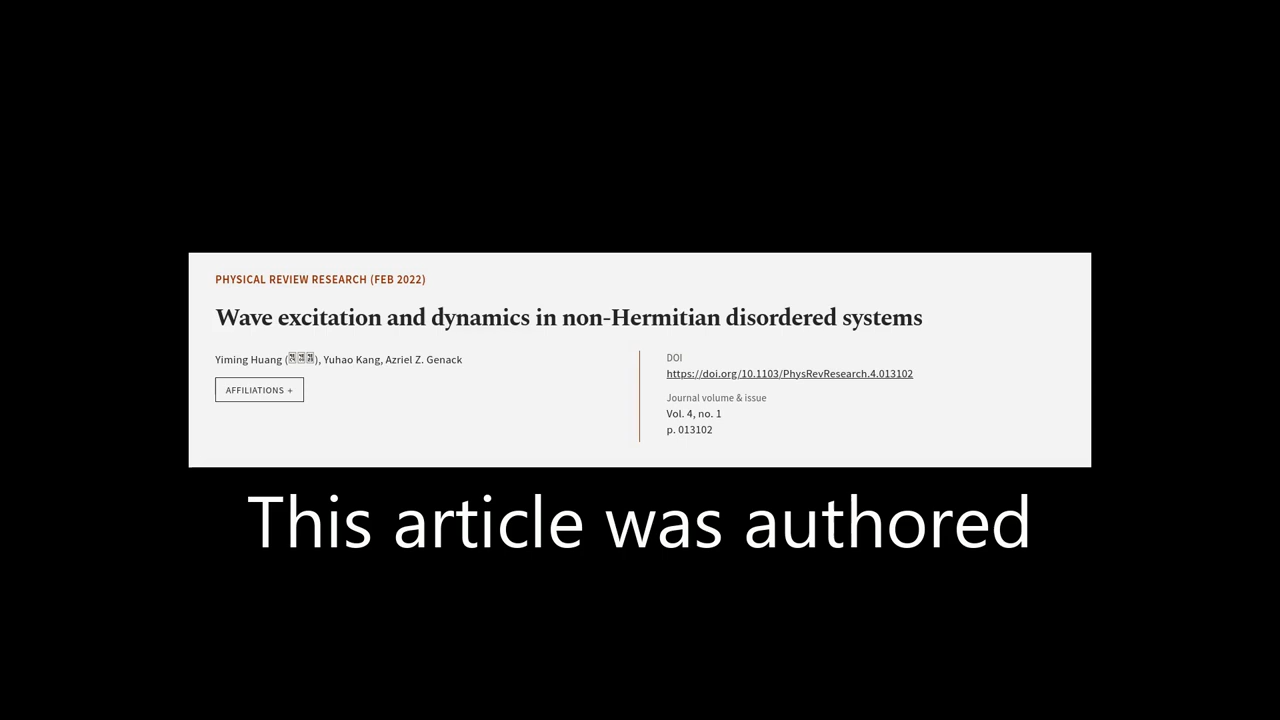 PHYSICAL REVIEW RESEARCH (FEB 2022)
Wave excitation and dynamics in non-Hermitian disordered systems
Yiming Huang (), Yuhao Kang, Azriel Z. Genack
AFFILIATIONS +
DOI
https://doi.org/10.1103/PhysRevResearch.4.013102
Journal volume & issue
Vol. 4, no. 1
p. 013102
This article was authored